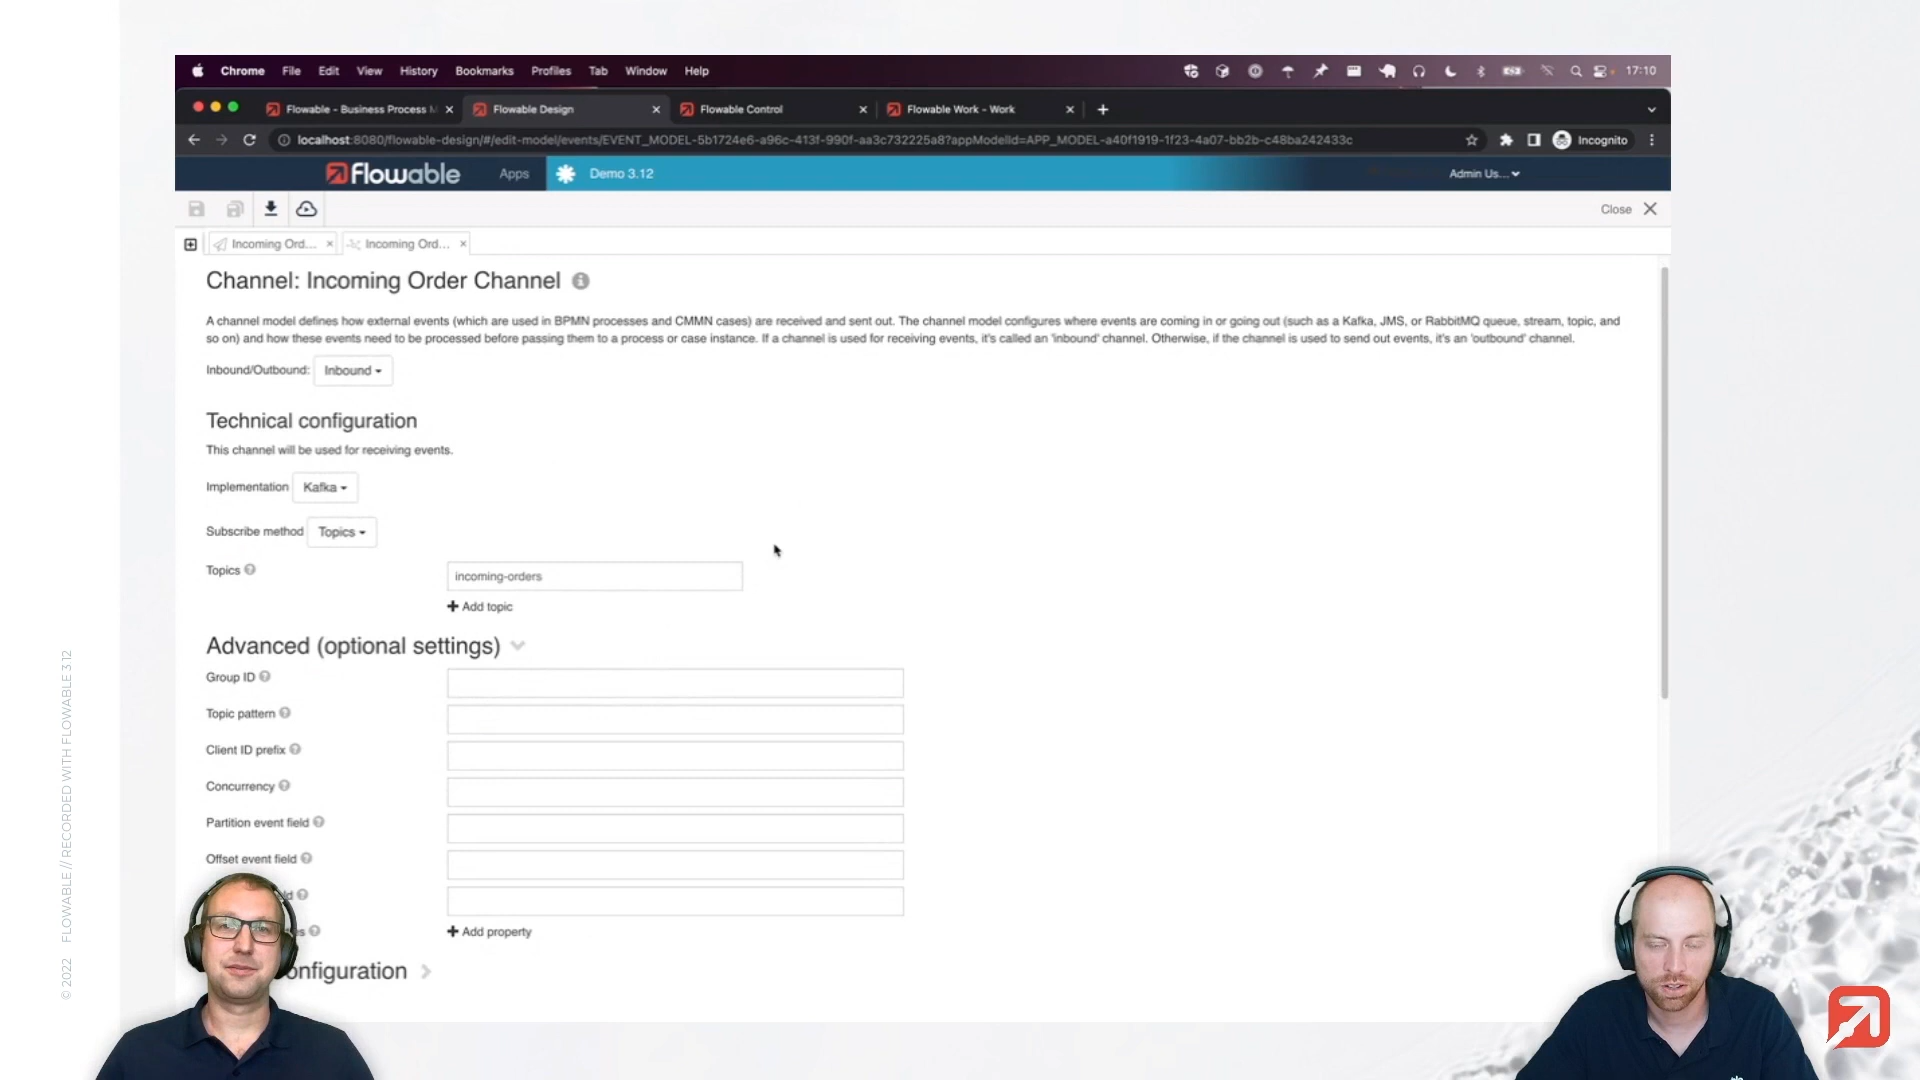 Chrome File Edit View History Bookmarks Profiles Tab Window Help 17:10
Flowable - Business Process M Flowable Design Flowable Control Flowable Work - Work
localhost:8080/flowable-design/#/edit-model/events/EVENT_MODEL-5b1724e6-a96c-413f-990f-aa3c732225a8?appModelId=APP_MODEL-a40f1919-1f23-4a07-bb2b-c48ba242433c Incognito
flowable Apps Demo 3.12 Admin Us...
Close
Incoming Ord... Incoming Ord...
Channel: Incoming Order Channel
A channel model defines how external events (which are used in BPMN processes and CMMN cases) are received and sent out. The channel model configures where events are coming in or going out (such as a Kafka, JMS, or RabbitMQ queue, stream, topic, and
so on) and how these events need to be processed before passing them to a process or case instance. If a channel is used for receiving events, it's called an 'inbound' channel. Otherwise, if the channel is used to send out events, it's an 'outbound' channel.
Inbound/Outbound: Inbound
Technical configuration
This channel will be used for receiving events.
Implementation Kafka
Subscribe method Topics
Topics incoming-orders
Add topic
Advanced (optional settings)
Group ID
Topic pattern
Client ID prefix
Concurrency
Partition event field
Offset event field
Add property
onfiguration
© 2022 FLOWABLE // RECORDED WITH FLOWABLE 3.12